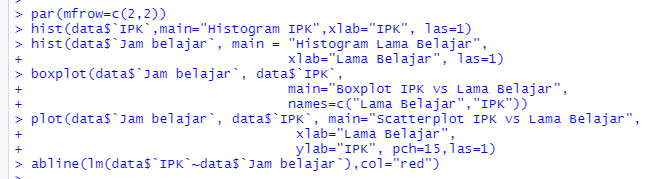 > par(mfrow=c(2,2))
> hist(data$`IPK`,main="Histogram IPK",xlab="IPK", las=1)
> hist(data$`Jam belajar`, main = "Histogram Lama Belajar",
+                                  xlab="Lama Belajar", las=1)
> boxplot(data$`Jam belajar`, data$`IPK`,
+                                  main="Boxplot IPK vs Lama Belajar",
+                                  names=c("Lama Belajar","IPK"))
> plot(data$`Jam belajar`, data$`IPK`, main="Scatterplot IPK vs Lama Belajar",
+                                   xlab="Lama Belajar",
+                                   ylab="IPK", pch=15,las=1)
> abline(lm(data$`IPK`~data$`Jam belajar`),col="red")
>